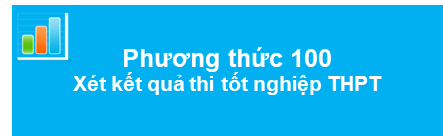 Phương thức 100
Xét kết quả thi tốt nghiệp THPT